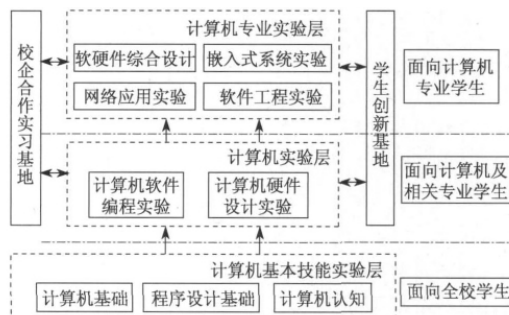 计算机专业实验层
软硬件综合设计
嵌入式系统实验
网络应用实验
软件工程实验
校企合作实习基地
学生创新基地
面向计算机
专业学生
计算机实验层
计算机软件
编程实验
计算机硬件
设计实验
面向计算机及
相关专业学生
计算机基本技能实验层
计算机基础
程序设计基础
计算机认知
面向全校学生